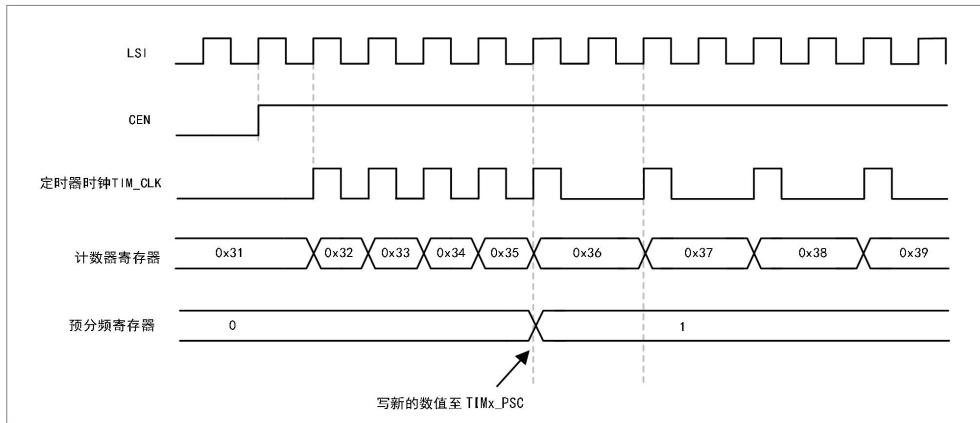 LSI
CEN
定时器时钟TIM_CLK
计数器寄存器
0x31
0x32
0x33
0x34
0x35
0x36
0x37
0x38
0x39
预分频寄存器
0
1
写新的数值至 TIMx_PSC